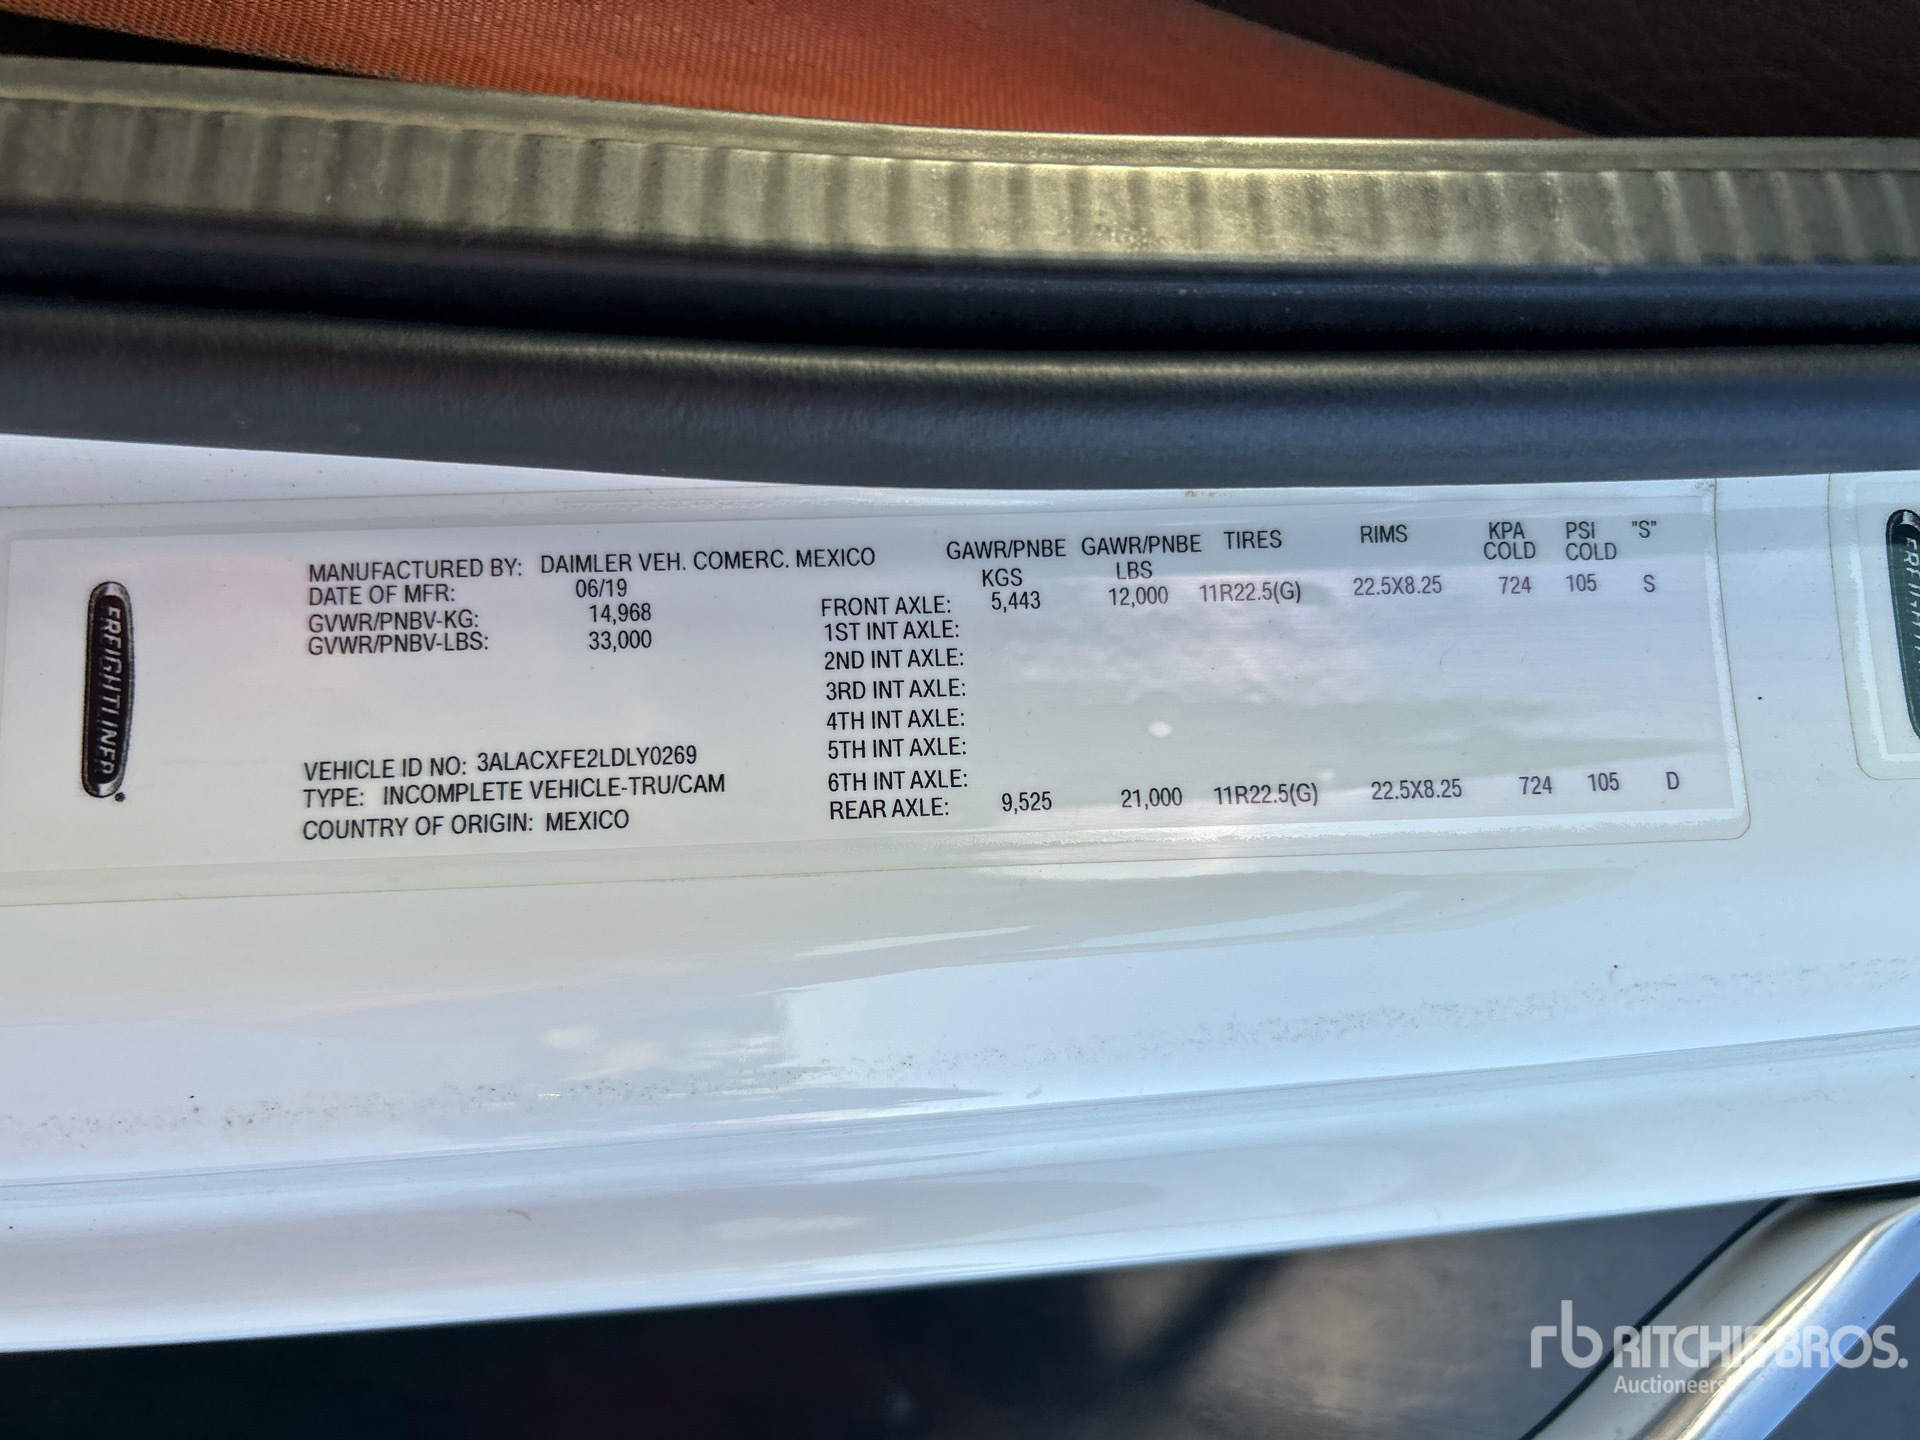 FREIGHTLINER
MANUFACTURED BY: DAIMLER VEH. COMERC. MEXICO
DATE OF MFR: 06/19
GVWR/PNBV-KG: 14,968
GVWR/PNBV-LBS: 33,000
VEHICLE ID NO: 3ALACXFE2LDLY0269
TYPE: INCOMPLETE VEHICLE-TRU/CAM
COUNTRY OF ORIGIN: MEXICO
GAWR/PNBE KGS GAWR/PNBE LBS TIRES RIMS KPA COLD PSI COLD "S"
FRONT AXLE: 5,443 12,000 11R22.5(G) 22.5X8.25 724 105 S
1ST INT AXLE:
2ND INT AXLE:
3RD INT AXLE:
4TH INT AXLE:
5TH INT AXLE:
6TH INT AXLE:
REAR AXLE: 9,525 21,000 11R22.5(G) 22.5X8.25 724 105 D
rb RITCHIE BROS.
Auctioneers